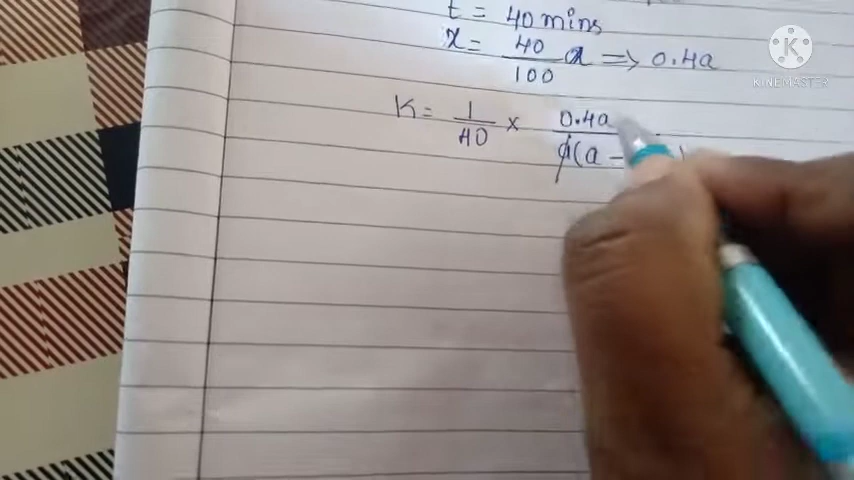 t = 40 mins
x = 40/100 a => 0.4a
K = 1/40 × 0.4a/a(a -
KINEMASTER